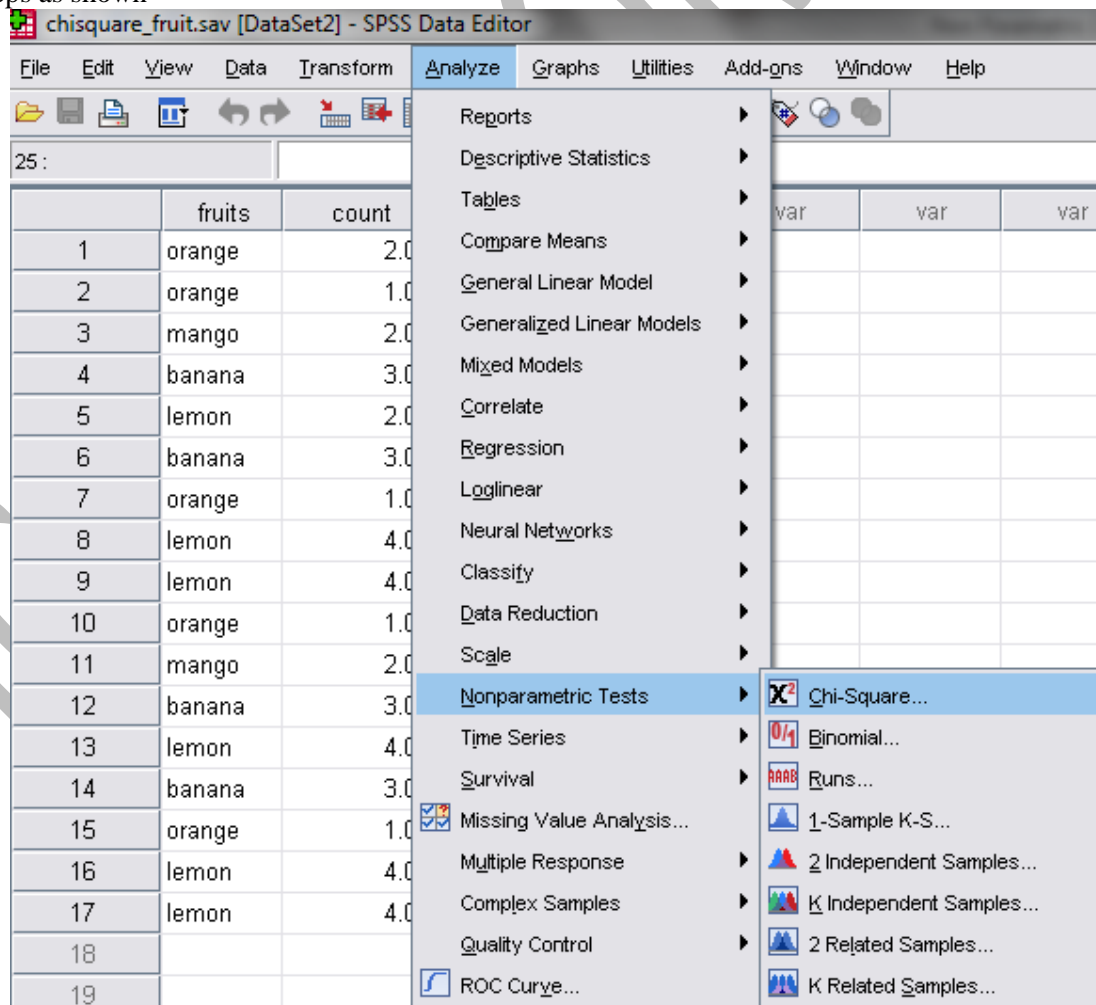 eps as shown
chisquare_fruit.sav [DataSet2] - SPSS Data Editor
File Edit View Data Transform Analyze Graphs Utilities Add-ons Window Help
25 :
fruits count var var var
1 orange 2.0
2 orange 1.0
3 mango 2.0
4 banana 3.0
5 lemon 2.0
6 banana 3.0
7 orange 1.0
8 lemon 4.0
9 lemon 4.0
10 orange 1.0
11 mango 2.0
12 banana 3.0
13 lemon 4.0
14 banana 3.0
15 orange 1.0
16 lemon 4.0
17 lemon 4.0
18
19
Reports
Descriptive Statistics
Tables
Compare Means
General Linear Model
Generalized Linear Models
Mixed Models
Correlate
Regression
Loglinear
Neural Networks
Classify
Data Reduction
Scale
Nonparametric Tests
Time Series
Survival
Missing Value Analysis...
Multiple Response
Complex Samples
Quality Control
ROC Curve...
X² Chi-Square...
0/1 Binomial...
AAAB Runs...
1-Sample K-S...
2 Independent Samples...
K Independent Samples...
2 Related Samples...
K Related Samples...